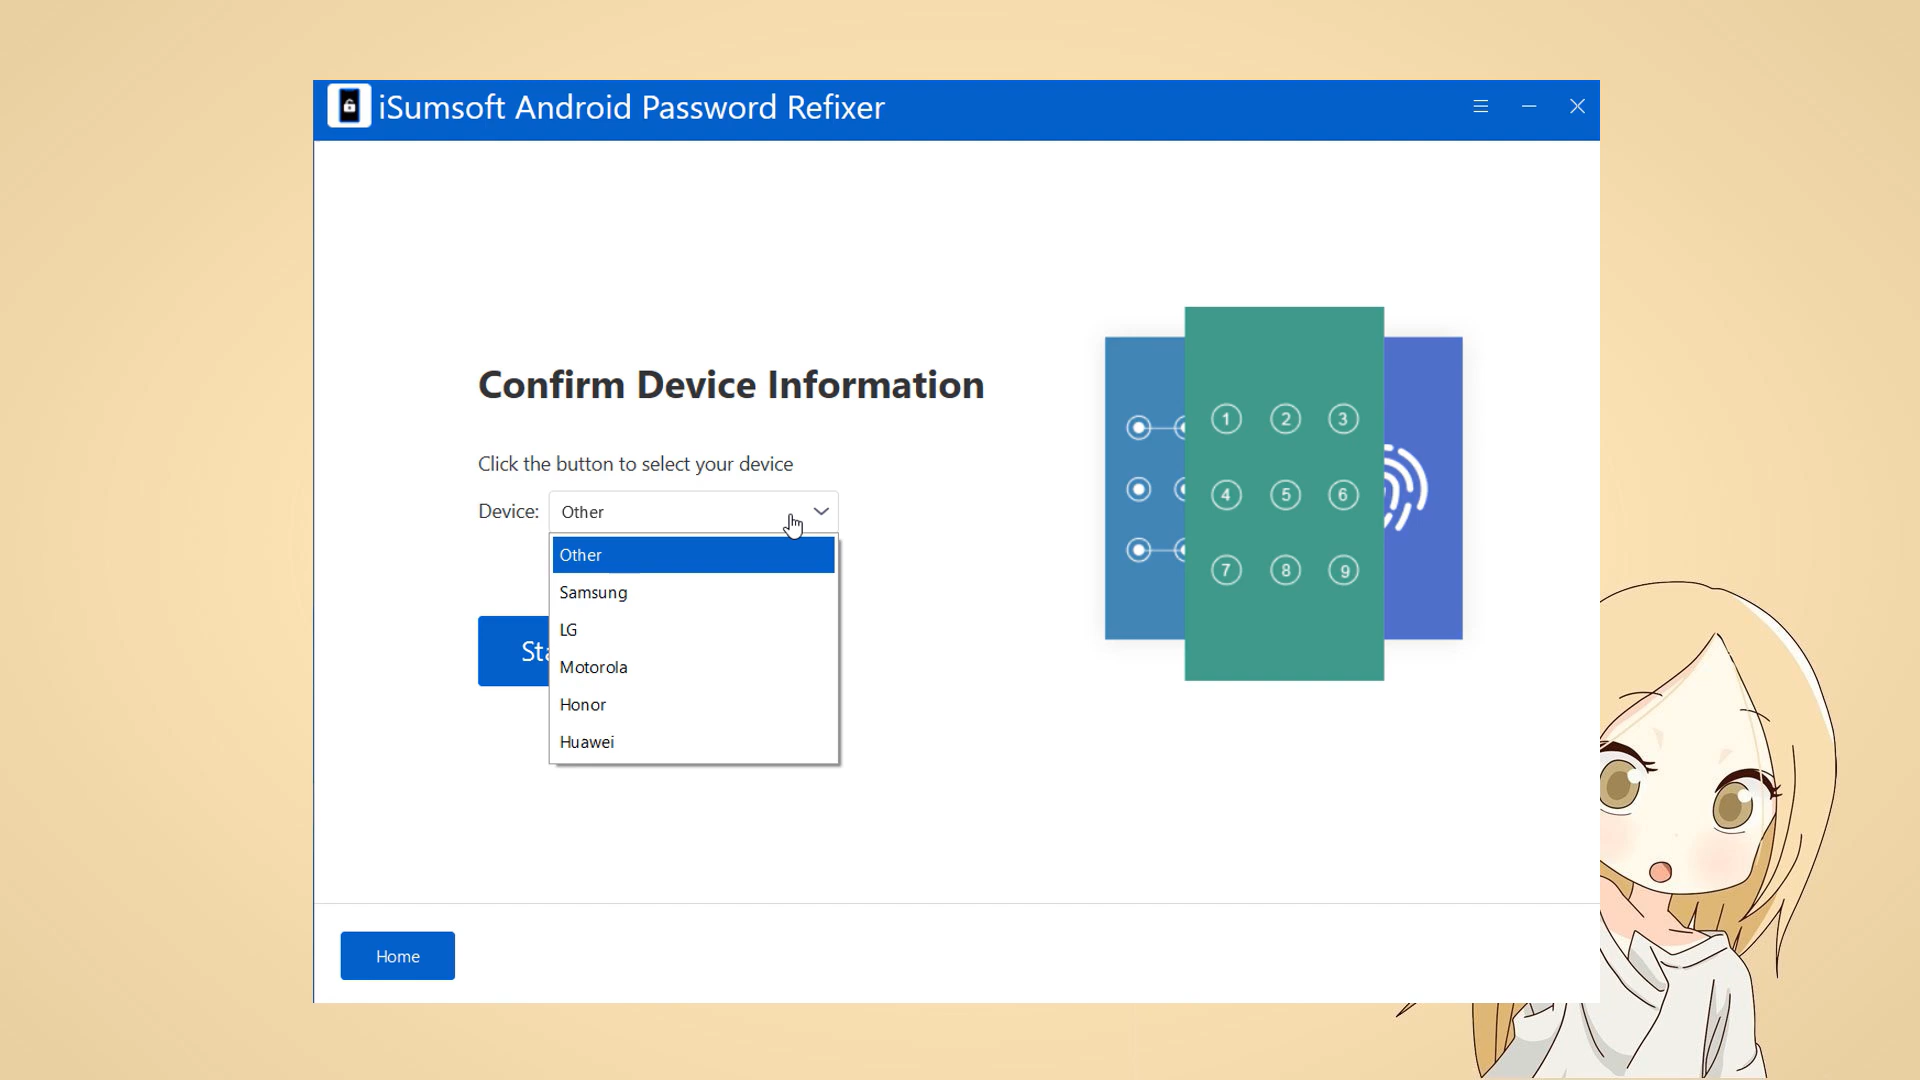 iSumsoft Android Password Refixer
Confirm Device Information
Click the button to select your device
Device: Other
Other
Samsung
LG
Motorola
Honor
Huawei
1 2 3
4 5 6
7 8 9
Home